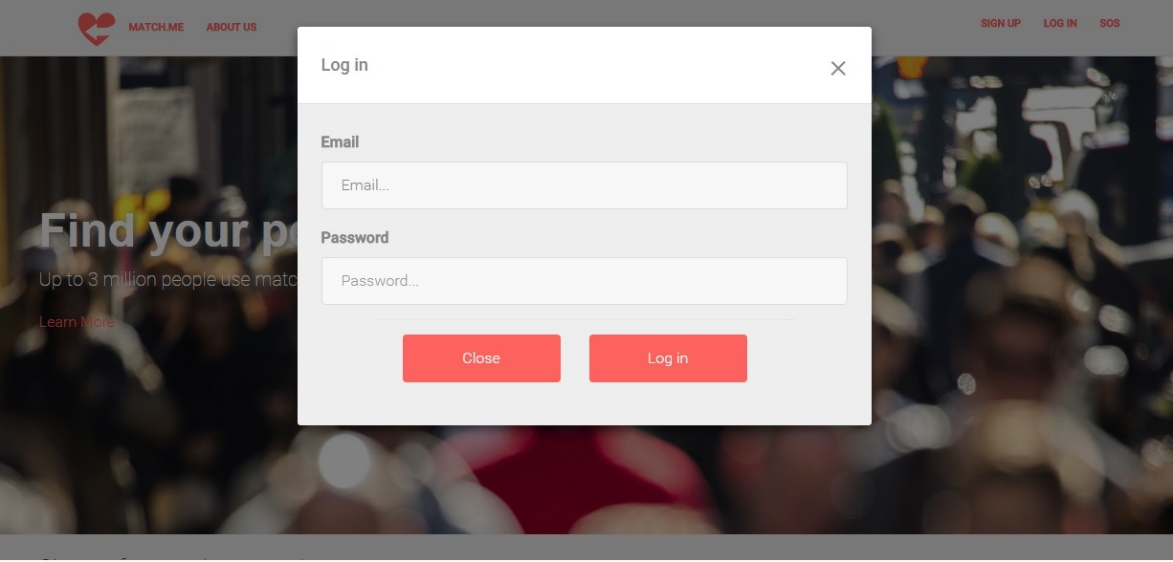 MATCH.ME ABOUT US SIGN UP LOG IN SOS
Log in
Email
Email...
Find your
Password
Up to 3 million people use matc
Password...
Learn More
Close Log in